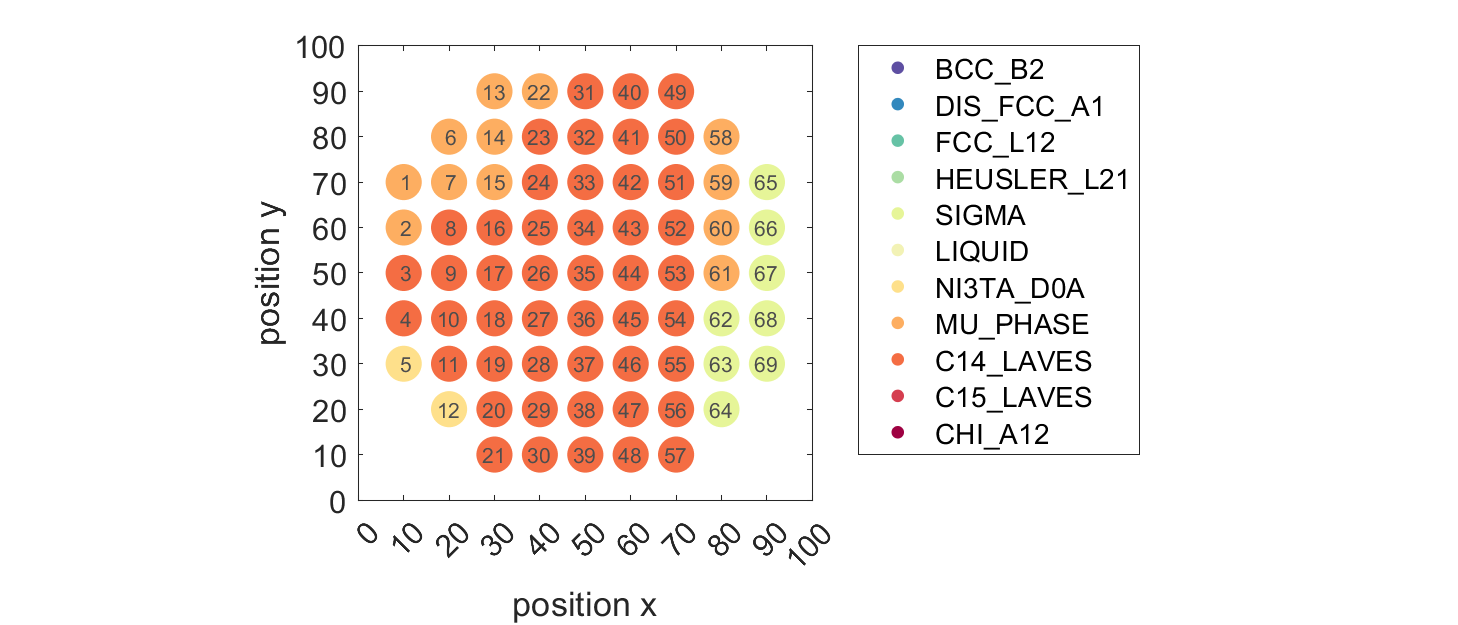 100
90
80
70
60
50
40
30
20
10
0
position y
13 22 31 40 49
6 14 23 32 41 50 58
1 7 15 24 33 42 51 59 65
2 8 16 25 34 43 52 60 66
3 9 17 26 35 44 53 61 67
4 10 18 27 36 45 54 62 68
5 11 19 28 37 46 55 63 69
12 20 29 38 47 56 64
21 30 39 48 57
0 10 20 30 40 50 60 70 80 90 100
position x
BCC_B2
DIS_FCC_A1
FCC_L12
HEUSLER_L21
SIGMA
LIQUID
NI3TA_D0A
MU_PHASE
C14_LAVES
C15_LAVES
CHI_A12